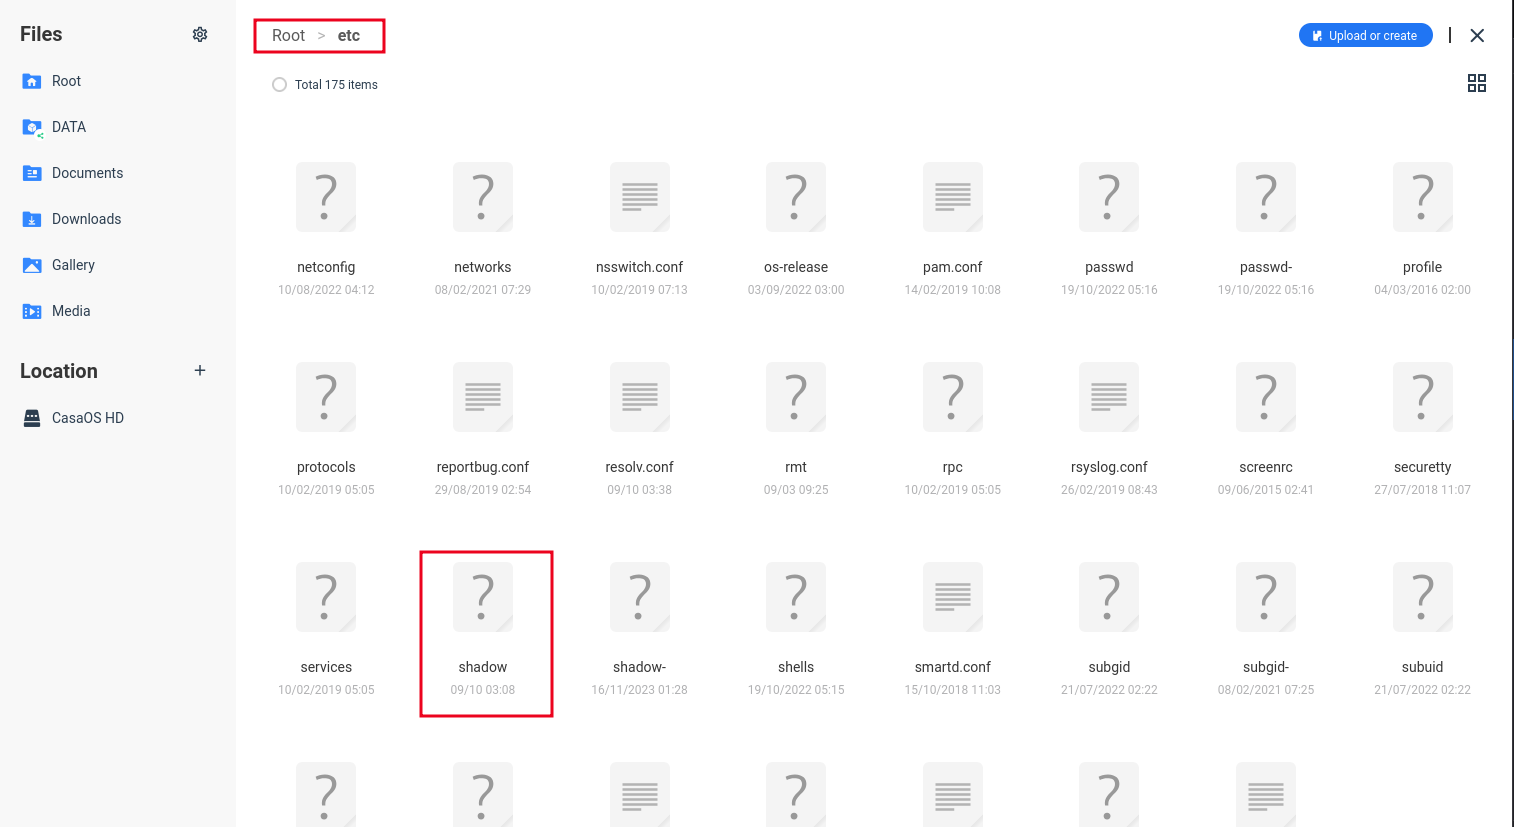 Files
Root
DATA
Documents
Downloads
Gallery
Media
Location
+
CasaOS HD
Root > etc
Upload or create
Total 175 items
netconfig networks nsswitch.conf os-release pam.conf passwd passwd- profile
10/08/2022 04:12 08/02/2021 07:29 10/02/2019 07:13 03/09/2022 03:00 14/02/2019 10:08 19/10/2022 05:16 19/10/2022 05:16 04/03/2016 02:00
protocols reportbug.conf resolv.conf rmt rpc rsyslog.conf screenrc securetty
10/02/2019 05:05 29/08/2019 02:54 09/10 03:38 09/03 09:25 10/02/2019 05:05 26/02/2019 08:43 09/06/2015 02:41 27/07/2018 11:07
services shadow shadow- shells smartd.conf subgid subgid- subuid
10/02/2019 05:05 09/10 03:08 16/11/2023 01:28 19/10/2022 05:15 15/10/2018 11:03 21/07/2022 02:22 08/02/2021 07:25 21/07/2022 02:22